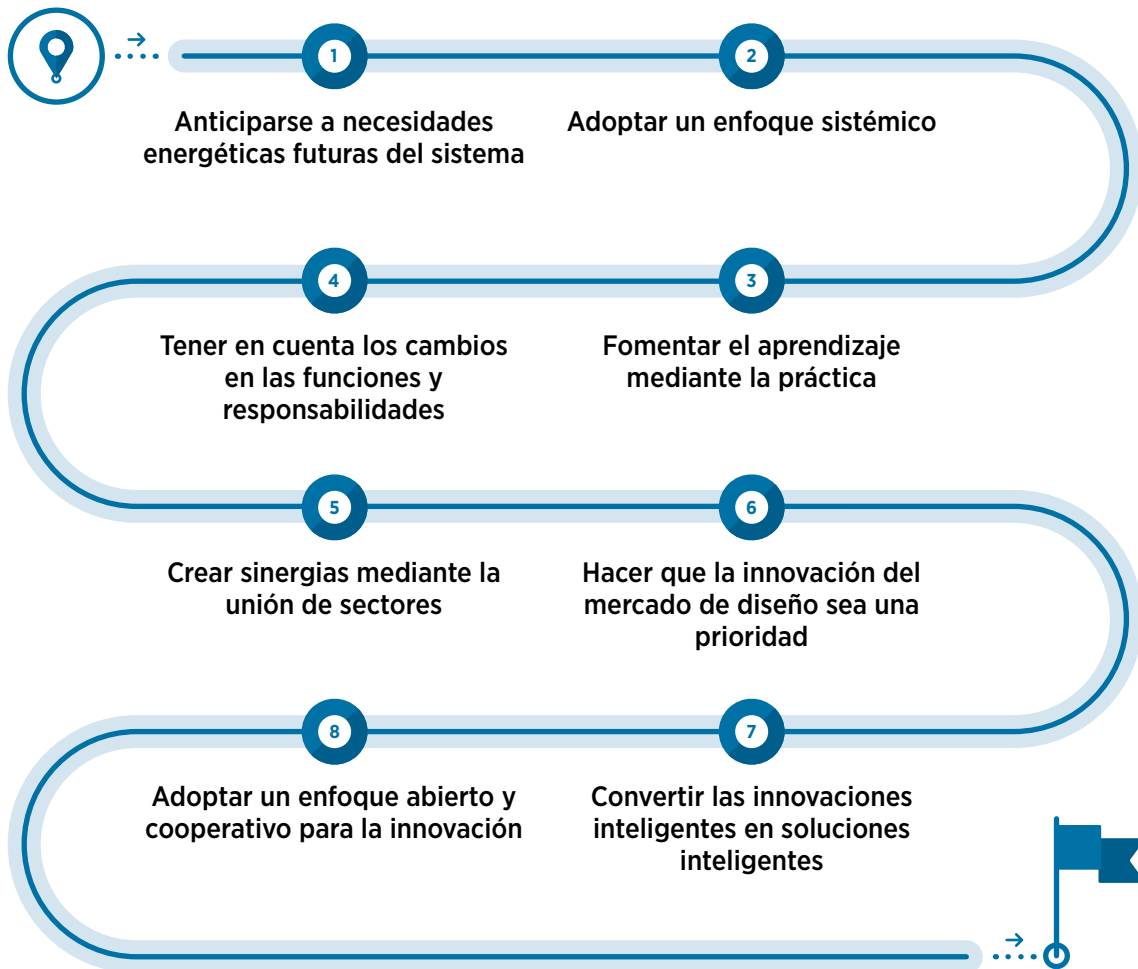 1
Anticiparse a necesidades
energéticas futuras del sistema
2
Adoptar un enfoque sistémico
3
Fomentar el aprendizaje
mediante la práctica
4
Tener en cuenta los cambios
en las funciones y
responsabilidades
5
Crear sinergias mediante la
unión de sectores
6
Hacer que la innovación del
mercado de diseño sea una
prioridad
7
Convertir las innovaciones
inteligentes en soluciones
inteligentes
8
Adoptar un enfoque abierto y
cooperativo para la innovación